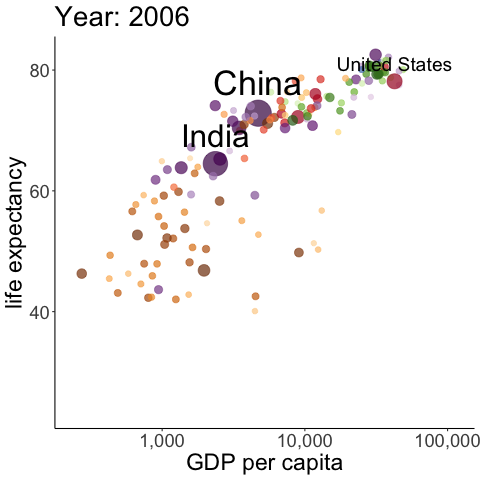 Year: 2006
80
United States
China
India
60
life expectancy
40
1,000
10,000
100,000
GDP per capita